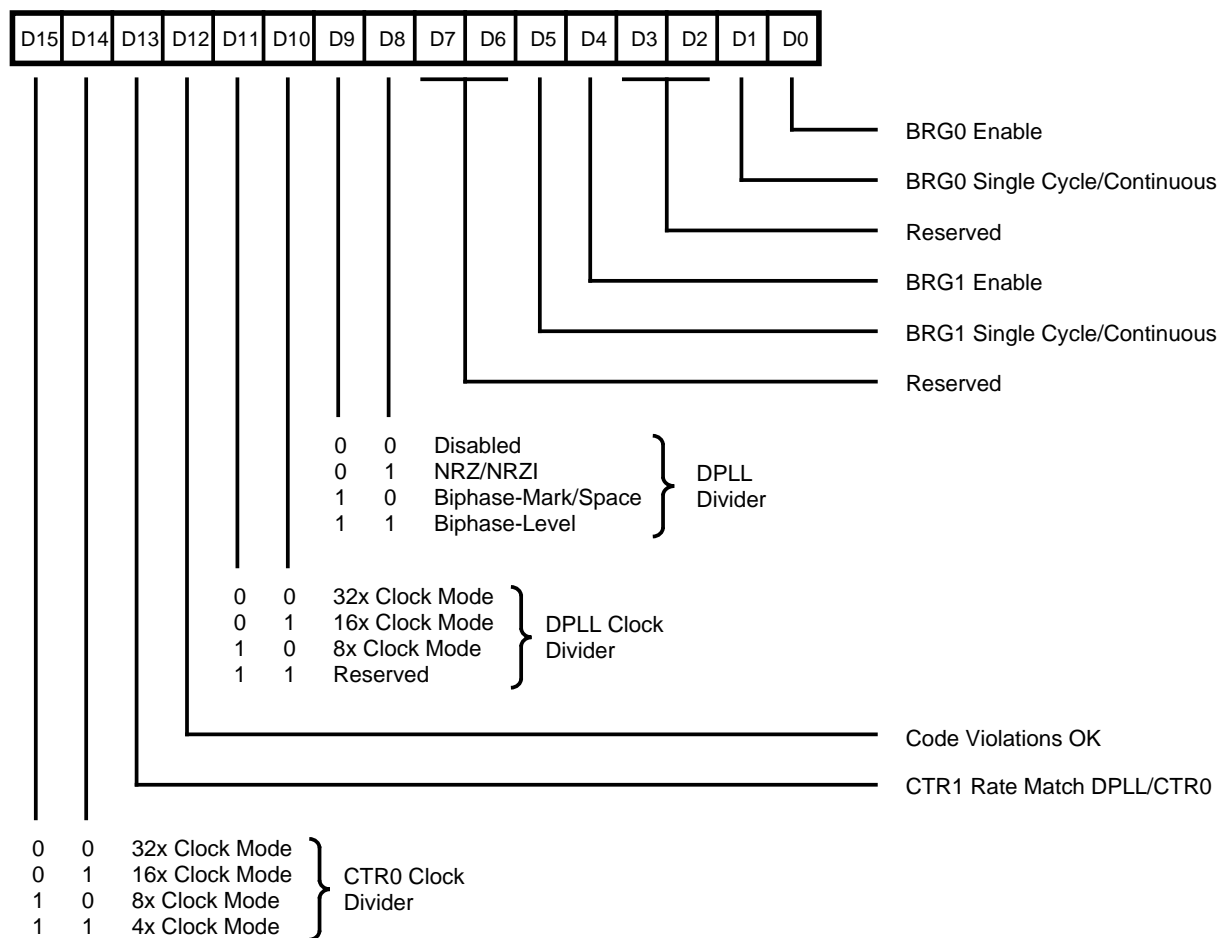 D15 D14 D13 D12 D11 D10 D9 D8 D7 D6 D5 D4 D3 D2 D1 D0
BRG0 Enable
BRG0 Single Cycle/Continuous
Reserved
BRG1 Enable
BRG1 Single Cycle/Continuous
Reserved
0 0 Disabled
0 1 NRZ/NRZI
1 0 Biphase-Mark/Space
1 1 Biphase-Level
DPLL
Divider
0 0 32x Clock Mode
0 1 16x Clock Mode
1 0 8x Clock Mode
1 1 Reserved
DPLL Clock
Divider
Code Violations OK
CTR1 Rate Match DPLL/CTR0
0 0 32x Clock Mode
0 1 16x Clock Mode
1 0 8x Clock Mode
1 1 4x Clock Mode
CTR0 Clock
Divider